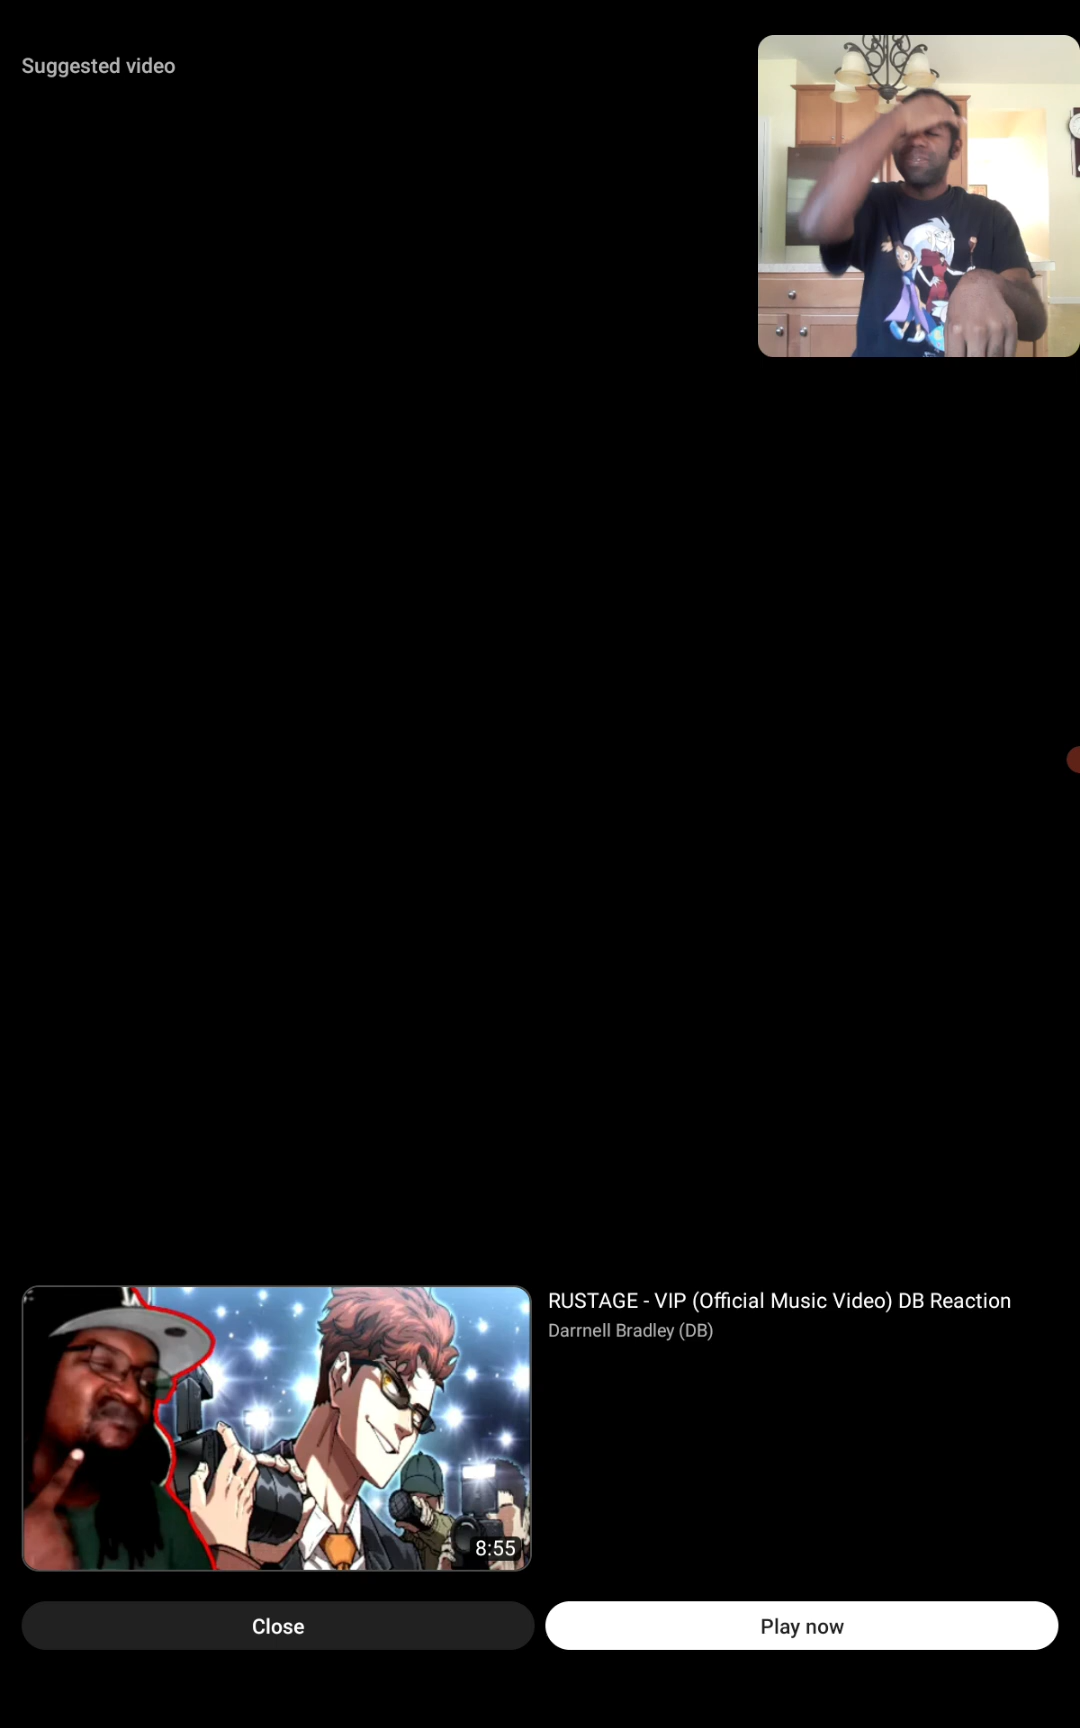 Suggested video
RUSTAGE - VIP (Official Music Video) DB Reaction
Darrnell Bradley (DB)
8:55
Close
Play now